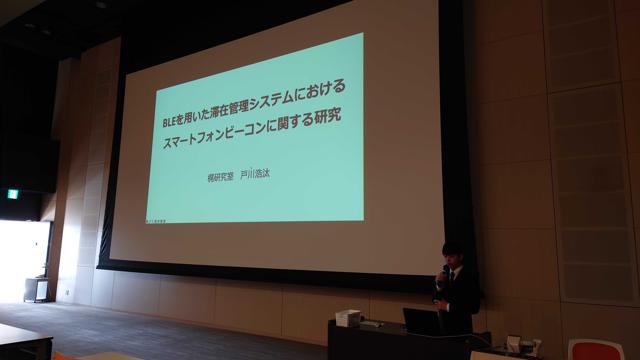 BLEを用いた滞在管理システムにおける
スマートフォンビーコンに関する研究
梶研究室 戸川浩汰